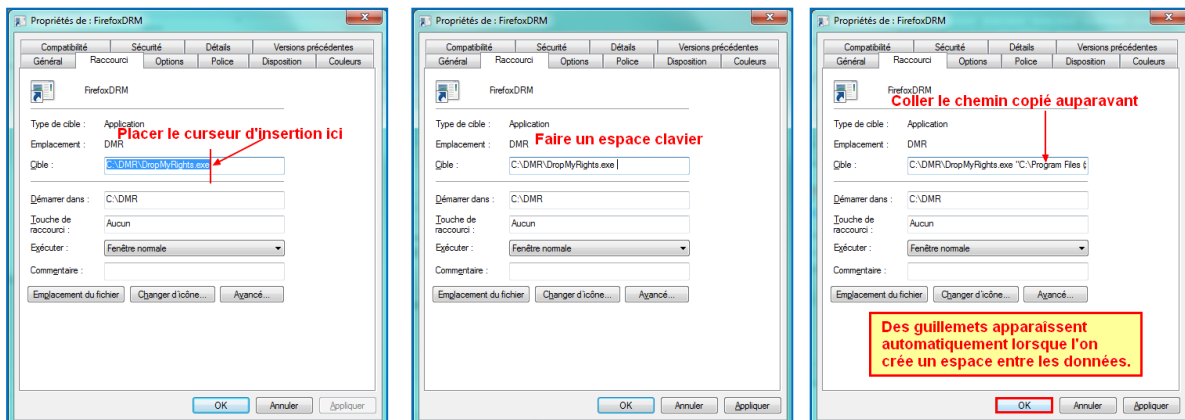 Propriétés de : FirefoxDRM
Compatibilité Sécurité Détails Versions précédentes
Général Raccourci Options Police Disposition Couleurs
FirefoxDRM
Type de cible : Application
Placer le curseur d'insertion ici
Emplacement : DMR
Cible : C:\DMR\DropMyRights.exe
Démarrer dans : C:\DMR
Touche de
raccourci : Aucun
Exécuter : Fenêtre normale
Commentaire :
Emplacement du fichier Changer d'icône... Avancé...
OK Annuler Appliquer
Propriétés de : FirefoxDRM
Compatibilité Sécurité Détails Versions précédentes
Général Raccourci Options Police Disposition Couleurs
FirefoxDRM
Type de cible : Application
Faire un espace clavier
Emplacement : DMR
Cible : C:\DMR\DropMyRights.exe
Démarrer dans : C:\DMR
Touche de
raccourci : Aucun
Exécuter : Fenêtre normale
Commentaire :
Emplacement du fichier Changer d'icône... Avancé...
OK Annuler Appliquer
Propriétés de : FirefoxDRM
Compatibilité Sécurité Détails Versions précédentes
Général Raccourci Options Police Disposition Couleurs
FirefoxDRM
Coller le chemin copié auparavant
Type de cible : Application
Emplacement : DMR
Cible : C:\DMR\DropMyRights.exe "C:\Program Files (
Démarrer dans : C:\DMR
Touche de
raccourci : Aucun
Exécuter : Fenêtre normale
Commentaire :
Emplacement du fichier Changer d'icône... Avancé...
Des guillemets apparaîssent
automatiquement lorsque l'on
crée un espace entre les données.
OK Annuler Appliquer